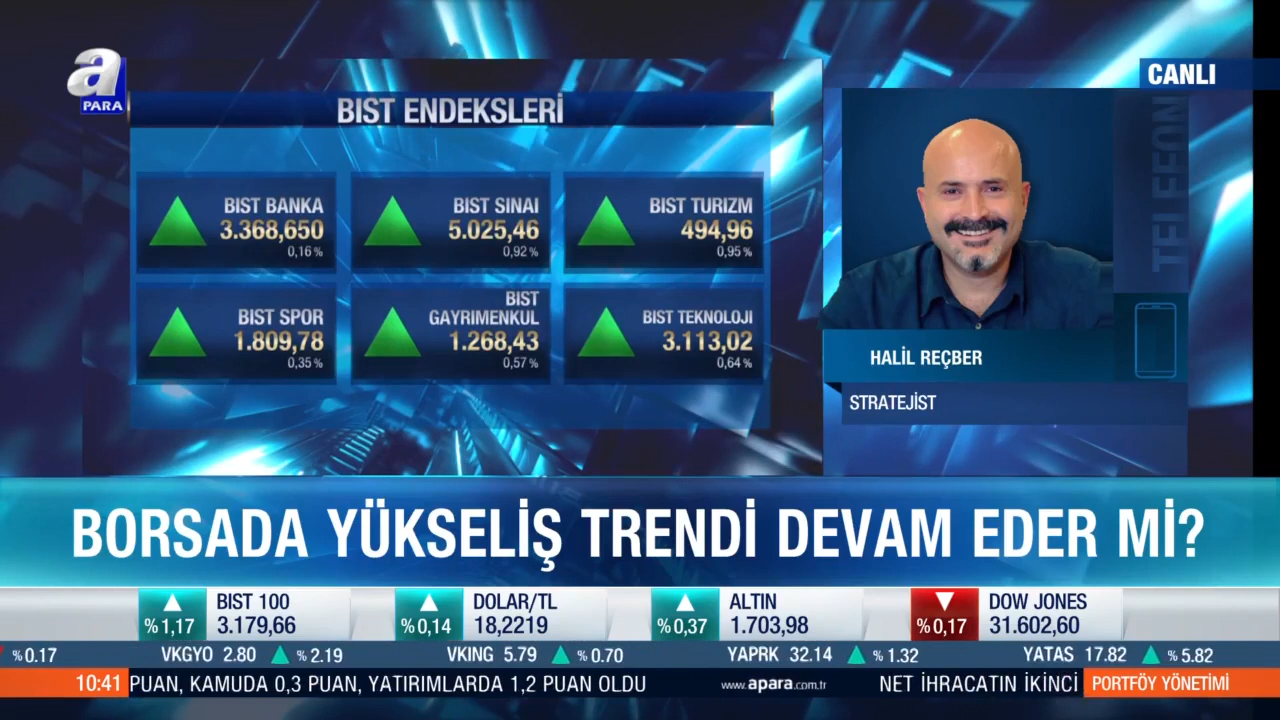 a
PARA
CANLI
BIST ENDEKSLERİ
BIST BANKA
3.368,650
0,16 %
BIST SINAI
5.025,46
0,92 %
BIST TURIZM
494,96
0,95 %
BIST SPOR
1.809,78
0,35 %
BIST
GAYRIMENKUL
1.268,43
0,57 %
BIST TEKNOLOJI
3.113,02
0,64 %
TELEFON
HALİL REÇBER
STRATEJİST
BORSADA YÜKSELİŞ TRENDİ DEVAM EDER Mİ?
% 1,17 BIST 100 3.179,66
% 0,14 DOLAR/TL 18,2219
% 0,37 ALTIN 1.703,98
% 0,17 DOW JONES 31.602,60
% 0.17 VKGYO 2.80 % 2.19 VKING 5.79 % 0.70 YAPRK 32.14 % 1.32 YATAS 17.82 % 5.82
10:41 PUAN, KAMUDA 0,3 PUAN, YATIRIMLARDA 1,2 PUAN OLDU www.apara.com.tr NET İHRACATIN İKİNCİ PORTFÖY YÖNETİMİ